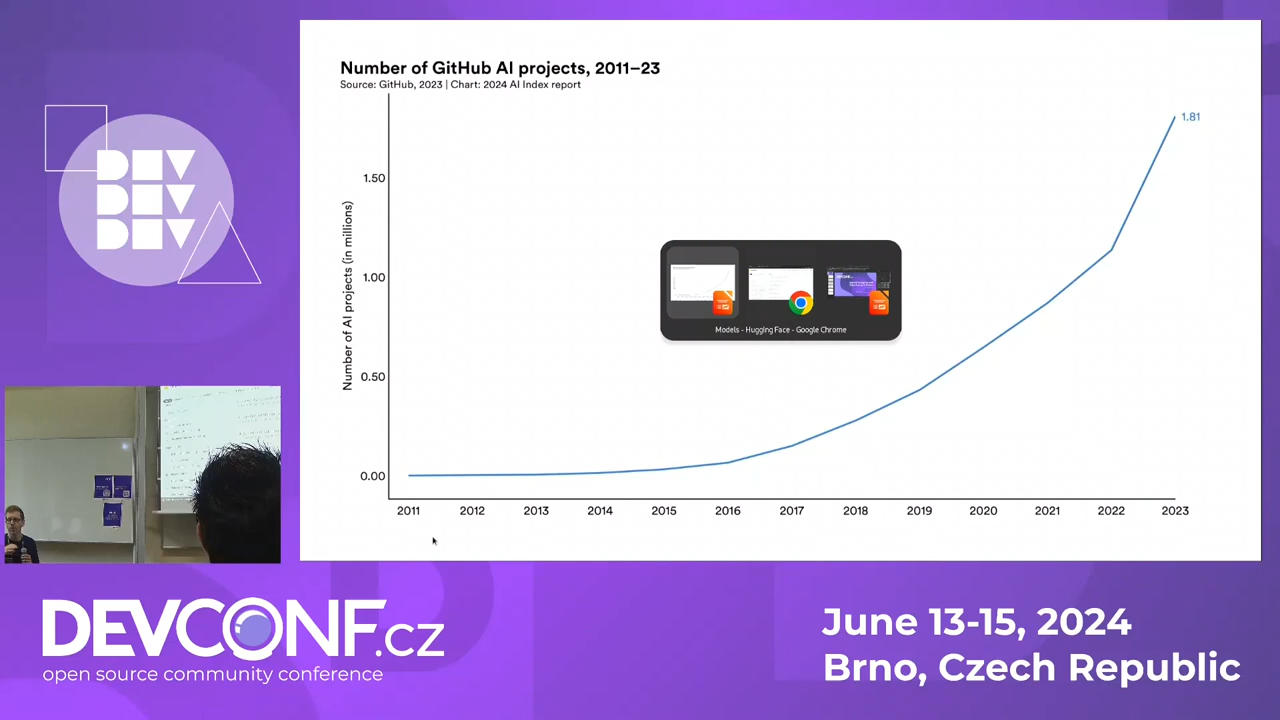 Number of GitHub AI projects, 2011–23
Source: GitHub, 2023 | Chart: 2024 AI Index report
1.81
1.50
1.00
0.50
0.00
Number of AI projects (in millions)
Models - Hugging Face - Google Chrome
2011 2012 2013 2014 2015 2016 2017 2018 2019 2020 2021 2022 2023
DEV
DEV
DEV
DEVCONF.cz
open source community conference
June 13-15, 2024
Brno, Czech Republic